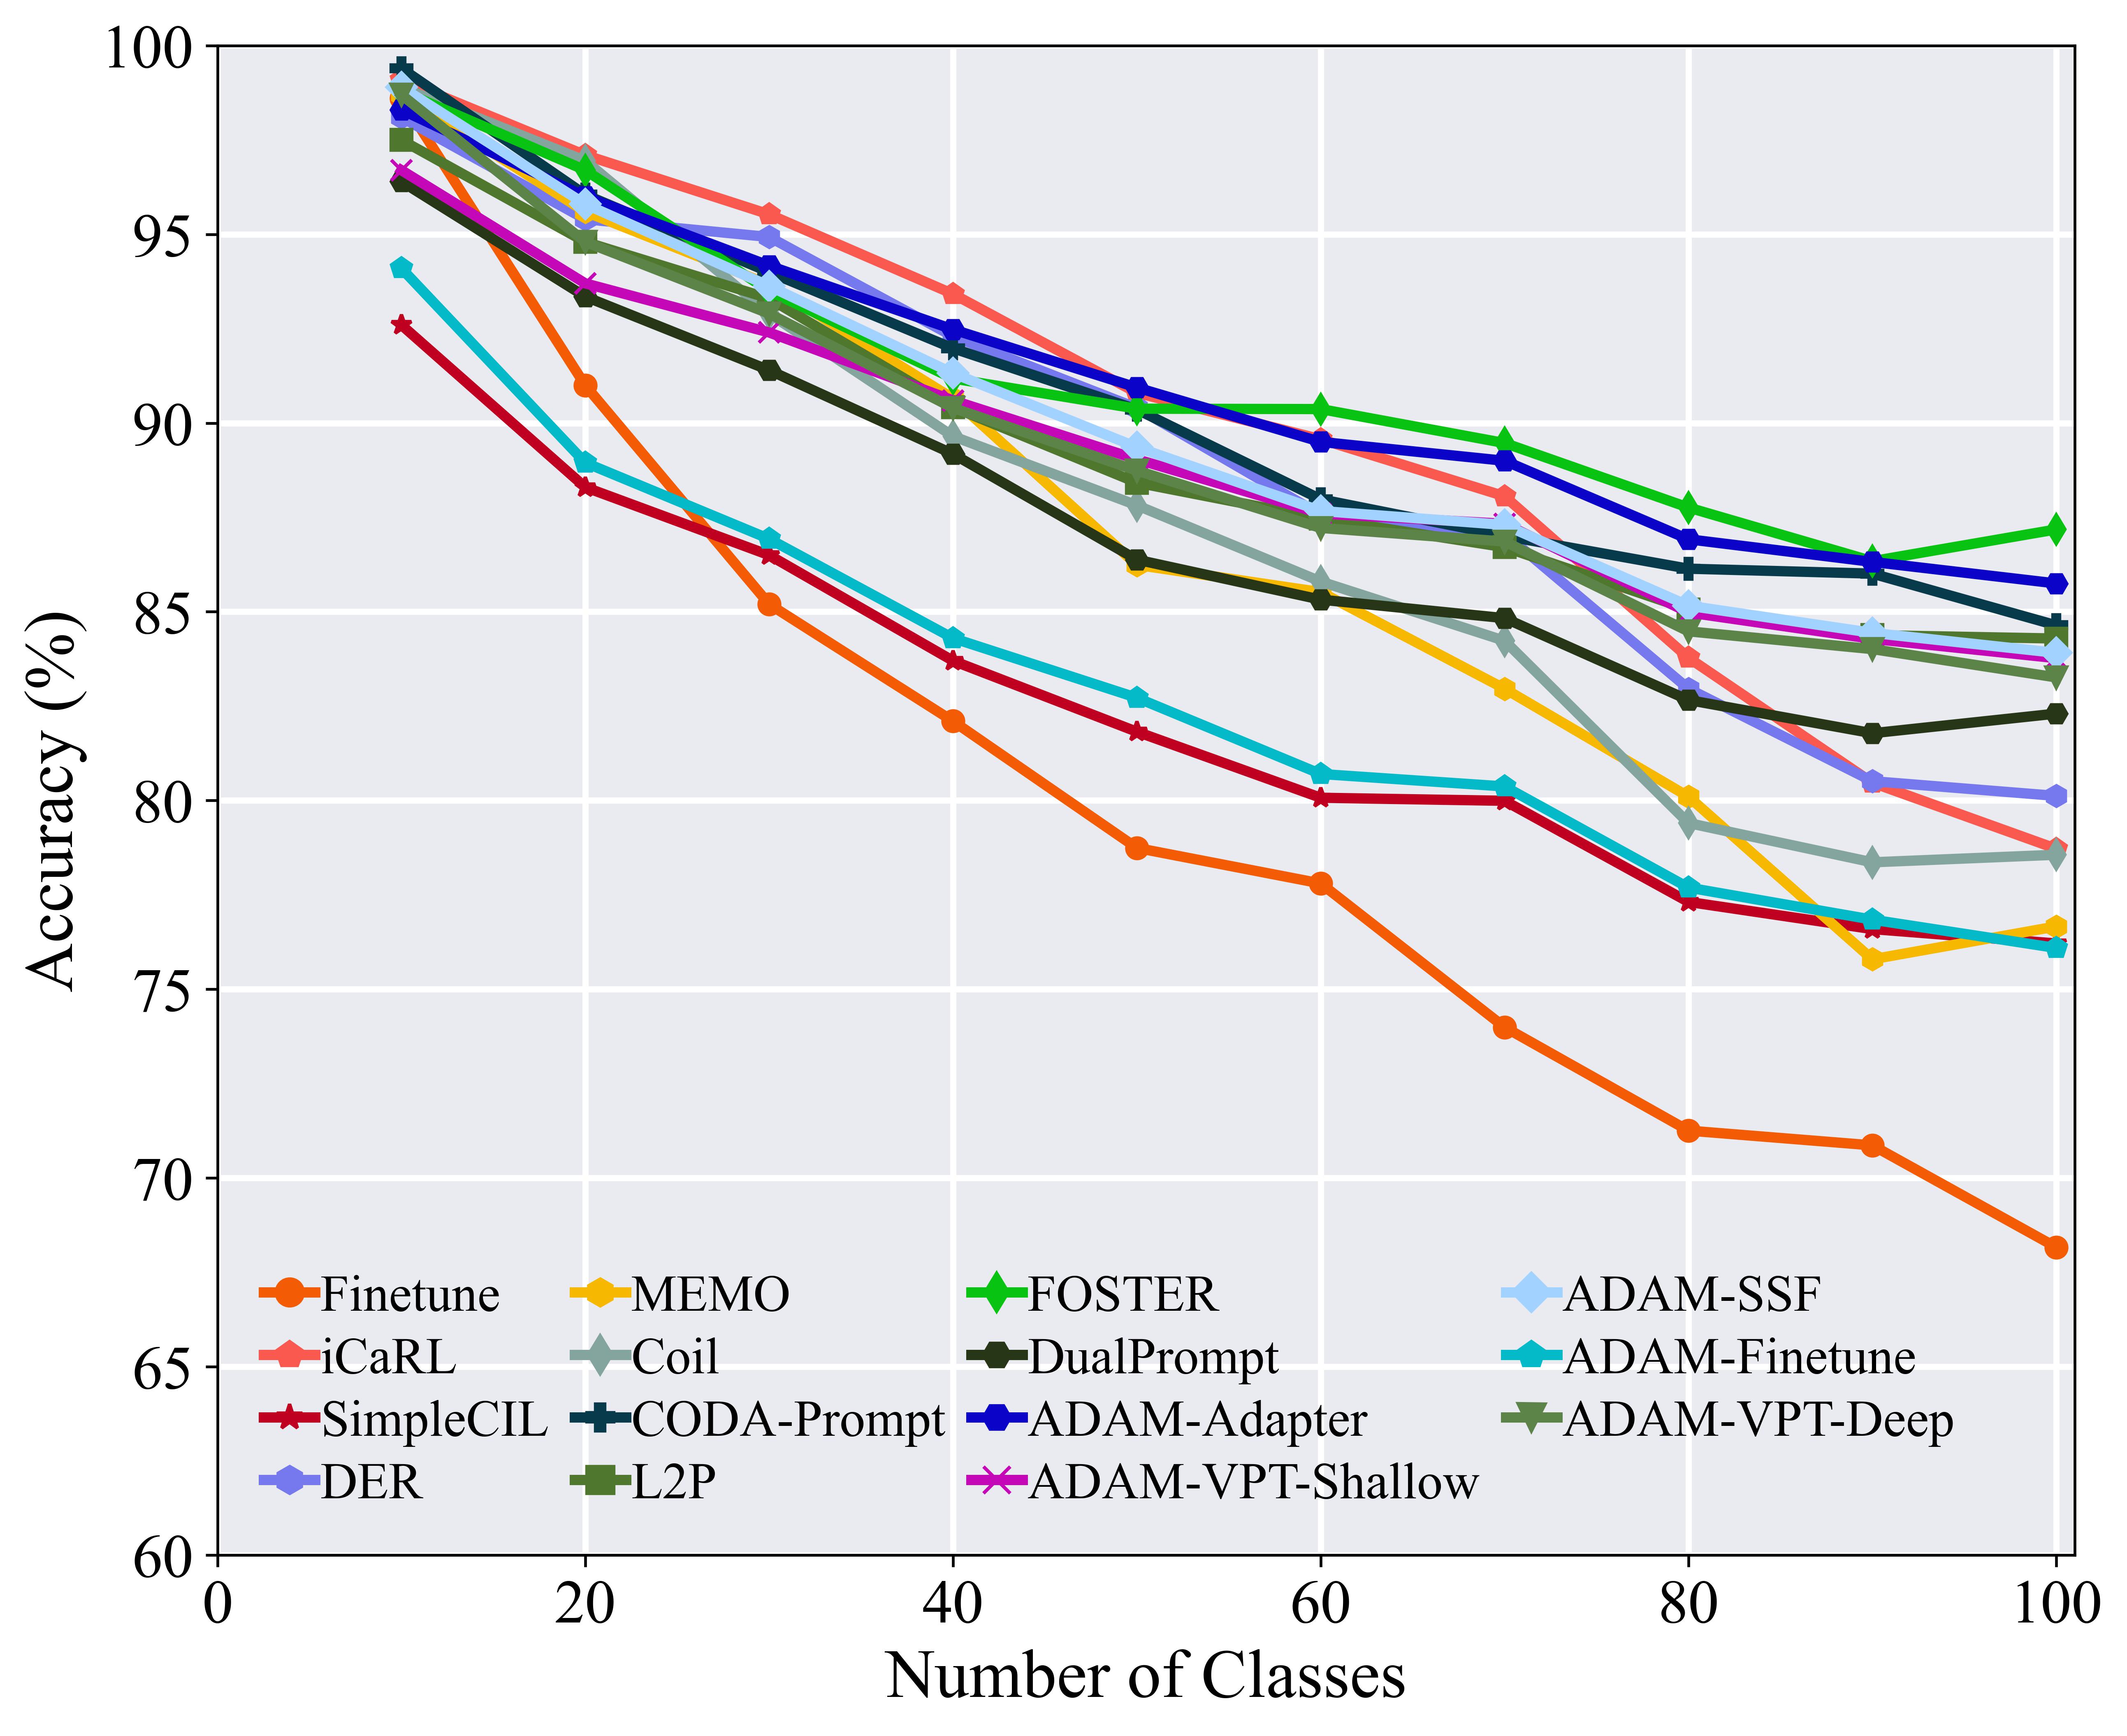 100
95
90
85
80
75
70
65
60
Accuracy (%)
Finetune
iCaRL
SimpleCIL
DER
MEMO
Coil
CODA-Prompt
L2P
FOSTER
DualPrompt
ADAM-Adapter
ADAM-VPT-Shallow
ADAM-SSF
ADAM-Finetune
ADAM-VPT-Deep
0 20 40 60 80 100
Number of Classes